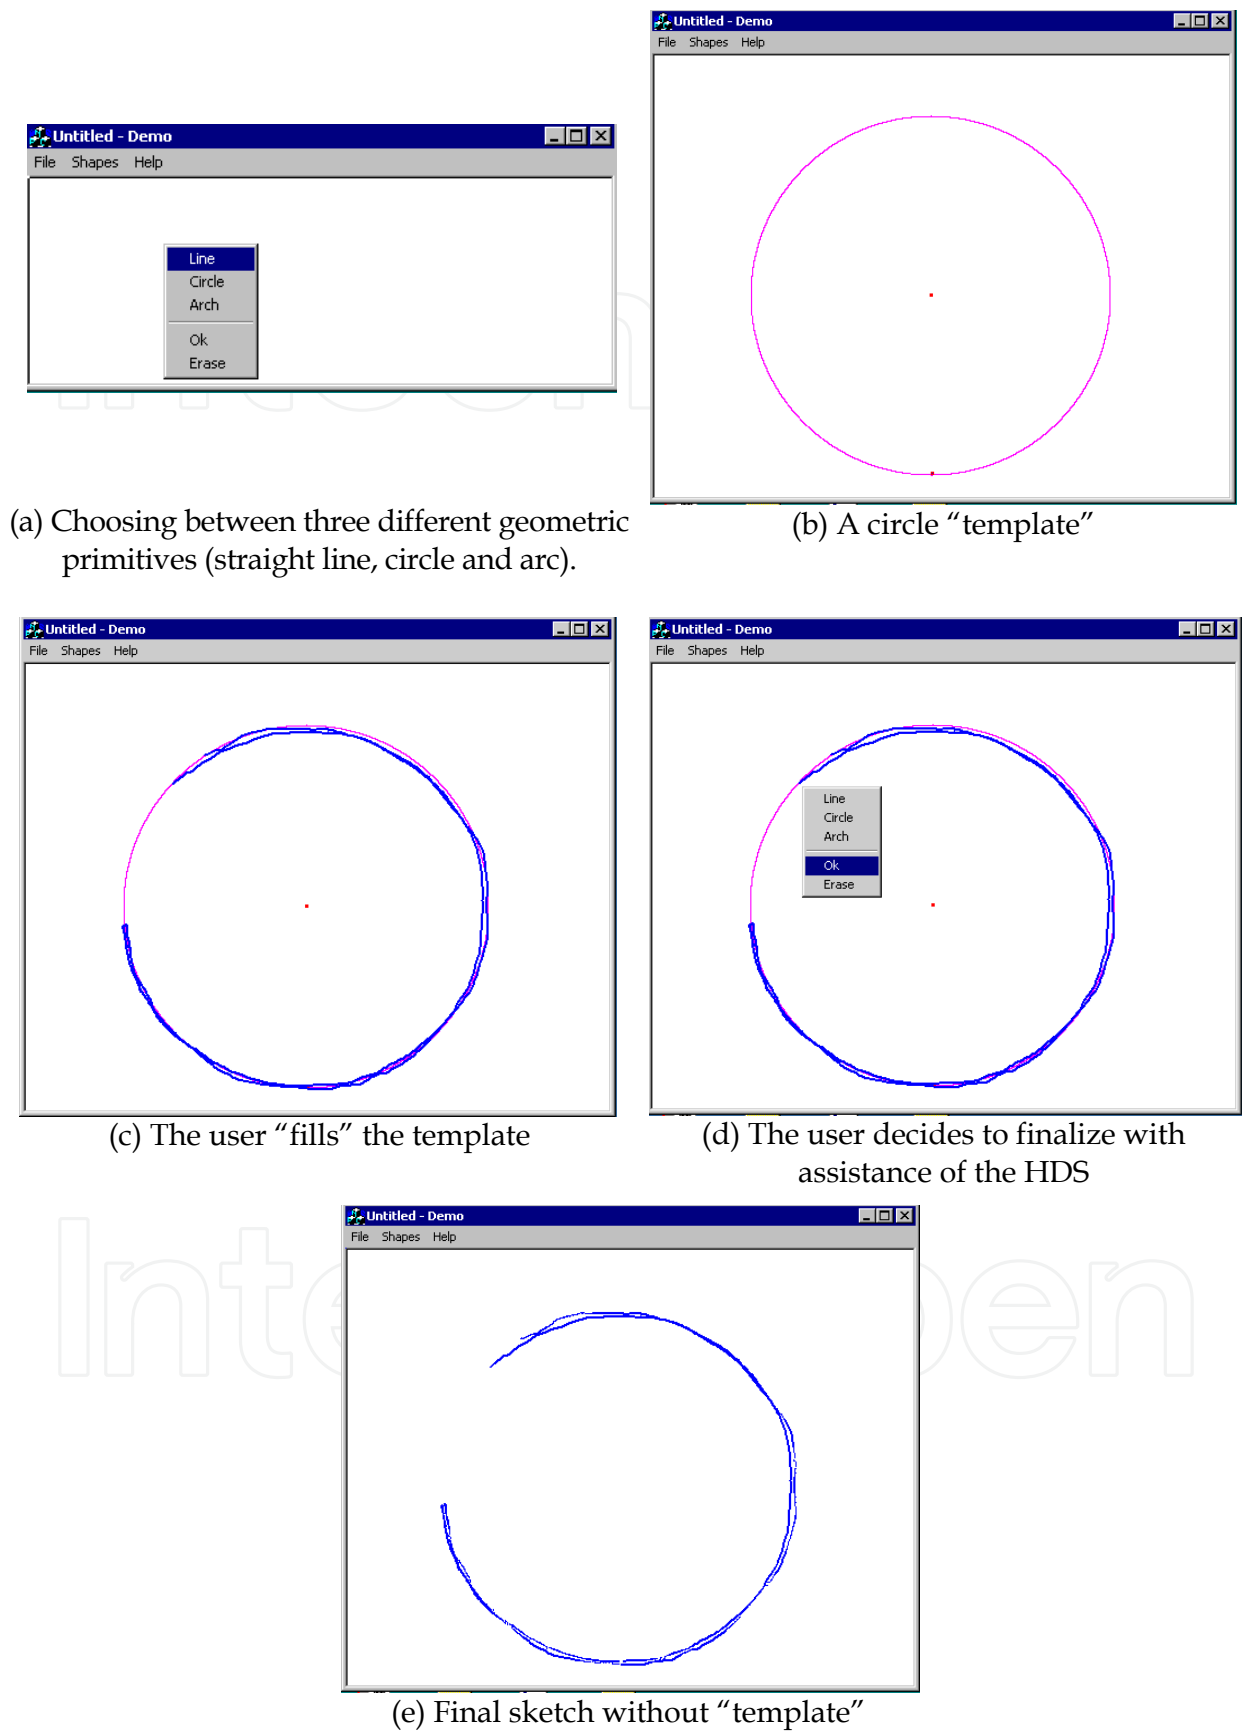 Untitled - Demo
File Shapes Help
Line
Circle
Arch
Ok
Erase
(a) Choosing between three different geometric
primitives (straight line, circle and arc).
Untitled - Demo
File Shapes Help
(b) A circle “template”
Untitled - Demo
File Shapes Help
(c) The user “fills” the template
Untitled - Demo
File Shapes Help
Line
Circle
Arch
Ok
Erase
(d) The user decides to finalize with
assistance of the HDS
Untitled - Demo
File Shapes Help
(e) Final sketch without “template”